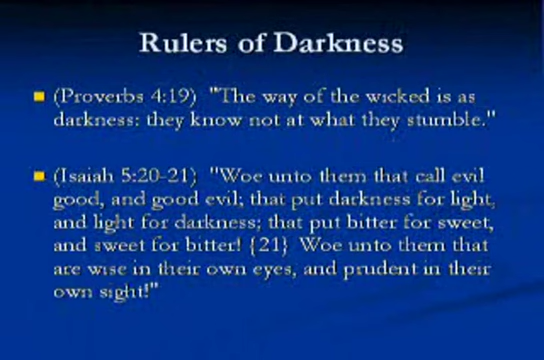 Rulers of Darkness
(Proverbs 4:19) "The way of the wicked is as
darkness: they know not at what they stumble."
(Isaiah 5:20-21) "Woe unto them that call evil
good, and good evil; that put darkness for light,
and light for darkness; that put bitter for sweet,
and sweet for bitter! {21} Woe unto them that
are wise in their own eyes, and prudent in their
own sight!"